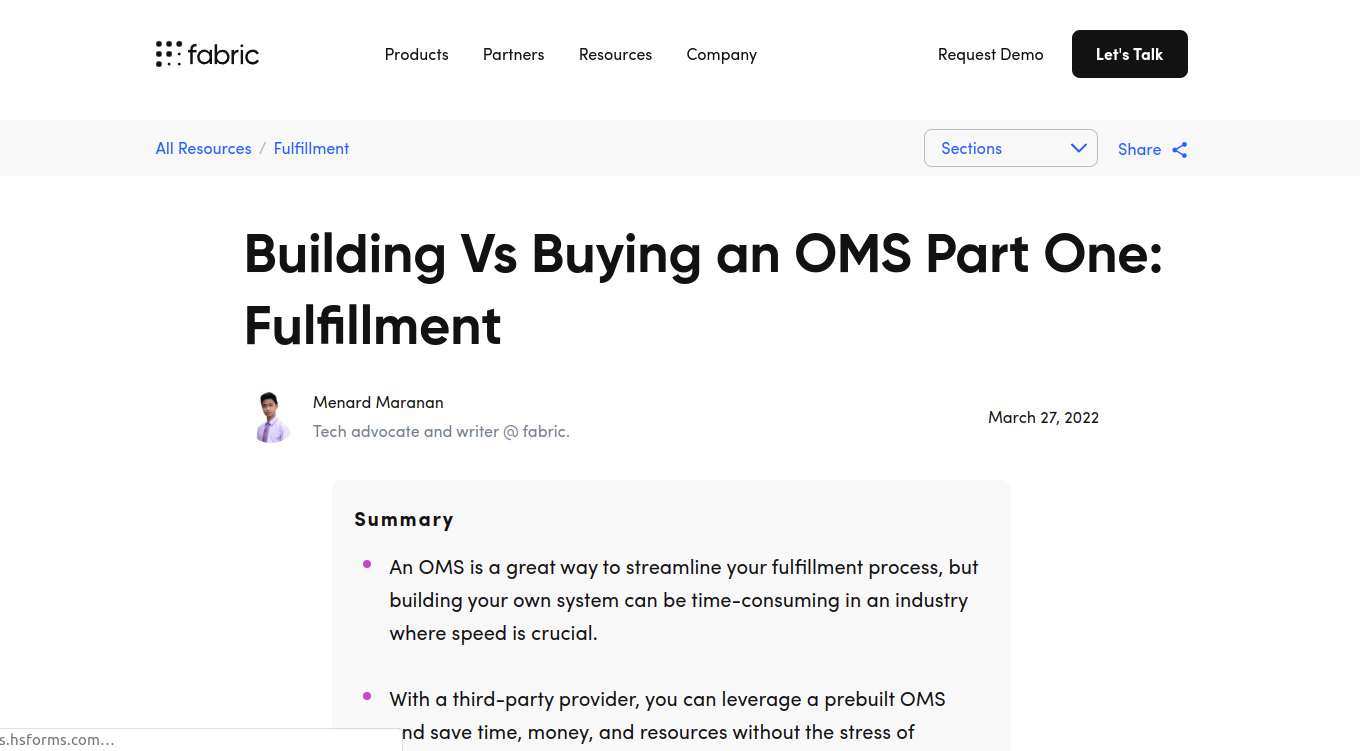 fabric
Products Partners Resources Company
Request Demo Let's Talk
All Resources / Fulfillment
Sections Share
Building Vs Buying an OMS Part One:
Fulfillment
Menard Maranan
Tech advocate and writer @ fabric.
March 27, 2022
Summary
An OMS is a great way to streamline your fulfillment process, but
building your own system can be time-consuming in an industry
where speed is crucial.
With a third-party provider, you can leverage a prebuilt OMS
and save time, money, and resources without the stress of
s.hsforms.com…